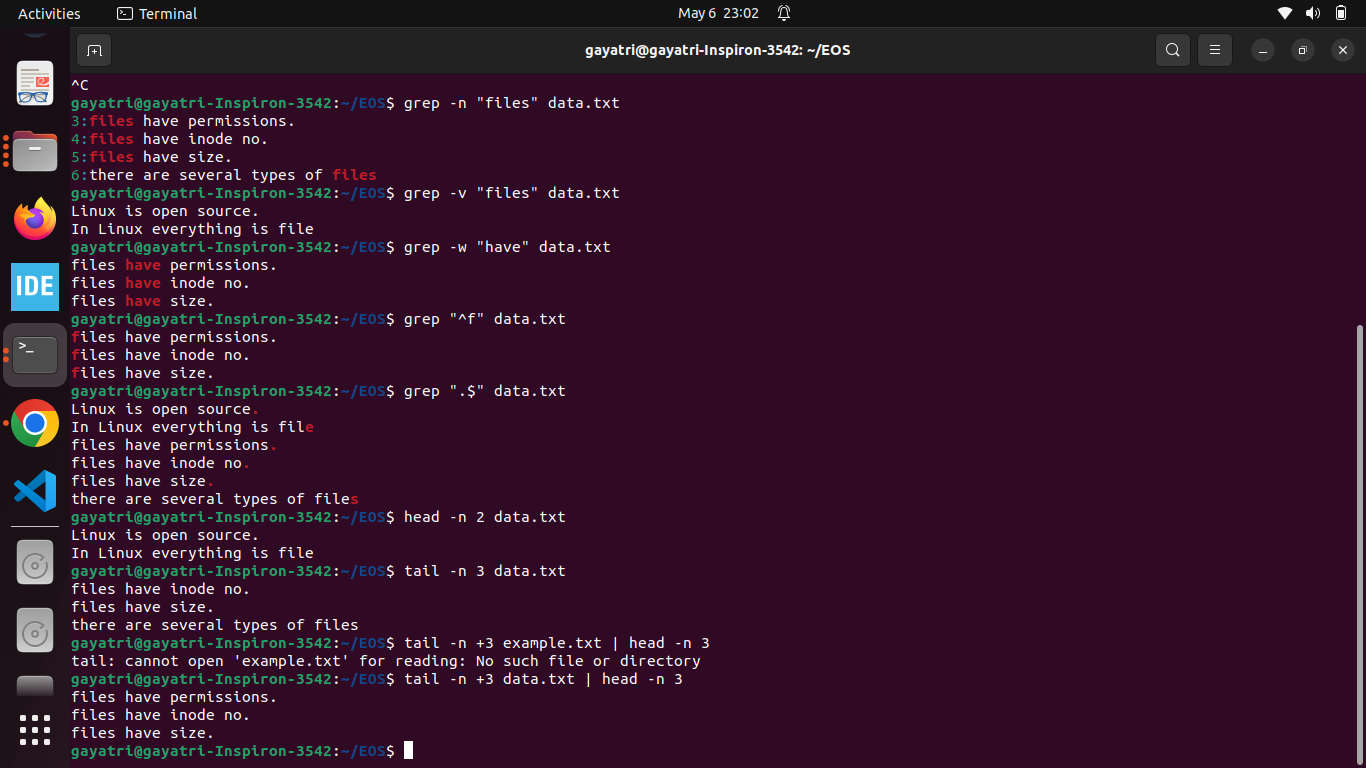 Activities
Terminal
May 6 23:02
gayatri@gayatri-Inspiron-3542: ~/EOS
^C
gayatri@gayatri-Inspiron-3542:~/EOS$ grep -n "files" data.txt
3:files have permissions.
4:files have inode no.
5:files have size.
6:there are several types of files
gayatri@gayatri-Inspiron-3542:~/EOS$ grep -v "files" data.txt
Linux is open source.
In Linux everything is file
gayatri@gayatri-Inspiron-3542:~/EOS$ grep -w "have" data.txt
files have permissions.
files have inode no.
files have size.
gayatri@gayatri-Inspiron-3542:~/EOS$ grep "^f" data.txt
files have permissions.
files have inode no.
files have size.
gayatri@gayatri-Inspiron-3542:~/EOS$ grep ".$" data.txt
Linux is open source.
In Linux everything is file
files have permissions.
files have inode no.
files have size.
there are several types of files
gayatri@gayatri-Inspiron-3542:~/EOS$ head -n 2 data.txt
Linux is open source.
In Linux everything is file
gayatri@gayatri-Inspiron-3542:~/EOS$ tail -n 3 data.txt
files have inode no.
files have size.
there are several types of files
gayatri@gayatri-Inspiron-3542:~/EOS$ tail -n +3 example.txt | head -n 3
tail: cannot open 'example.txt' for reading: No such file or directory
gayatri@gayatri-Inspiron-3542:~/EOS$ tail -n +3 data.txt | head -n 3
files have permissions.
files have inode no.
files have size.
gayatri@gayatri-Inspiron-3542:~/EOS$
IDE
>_